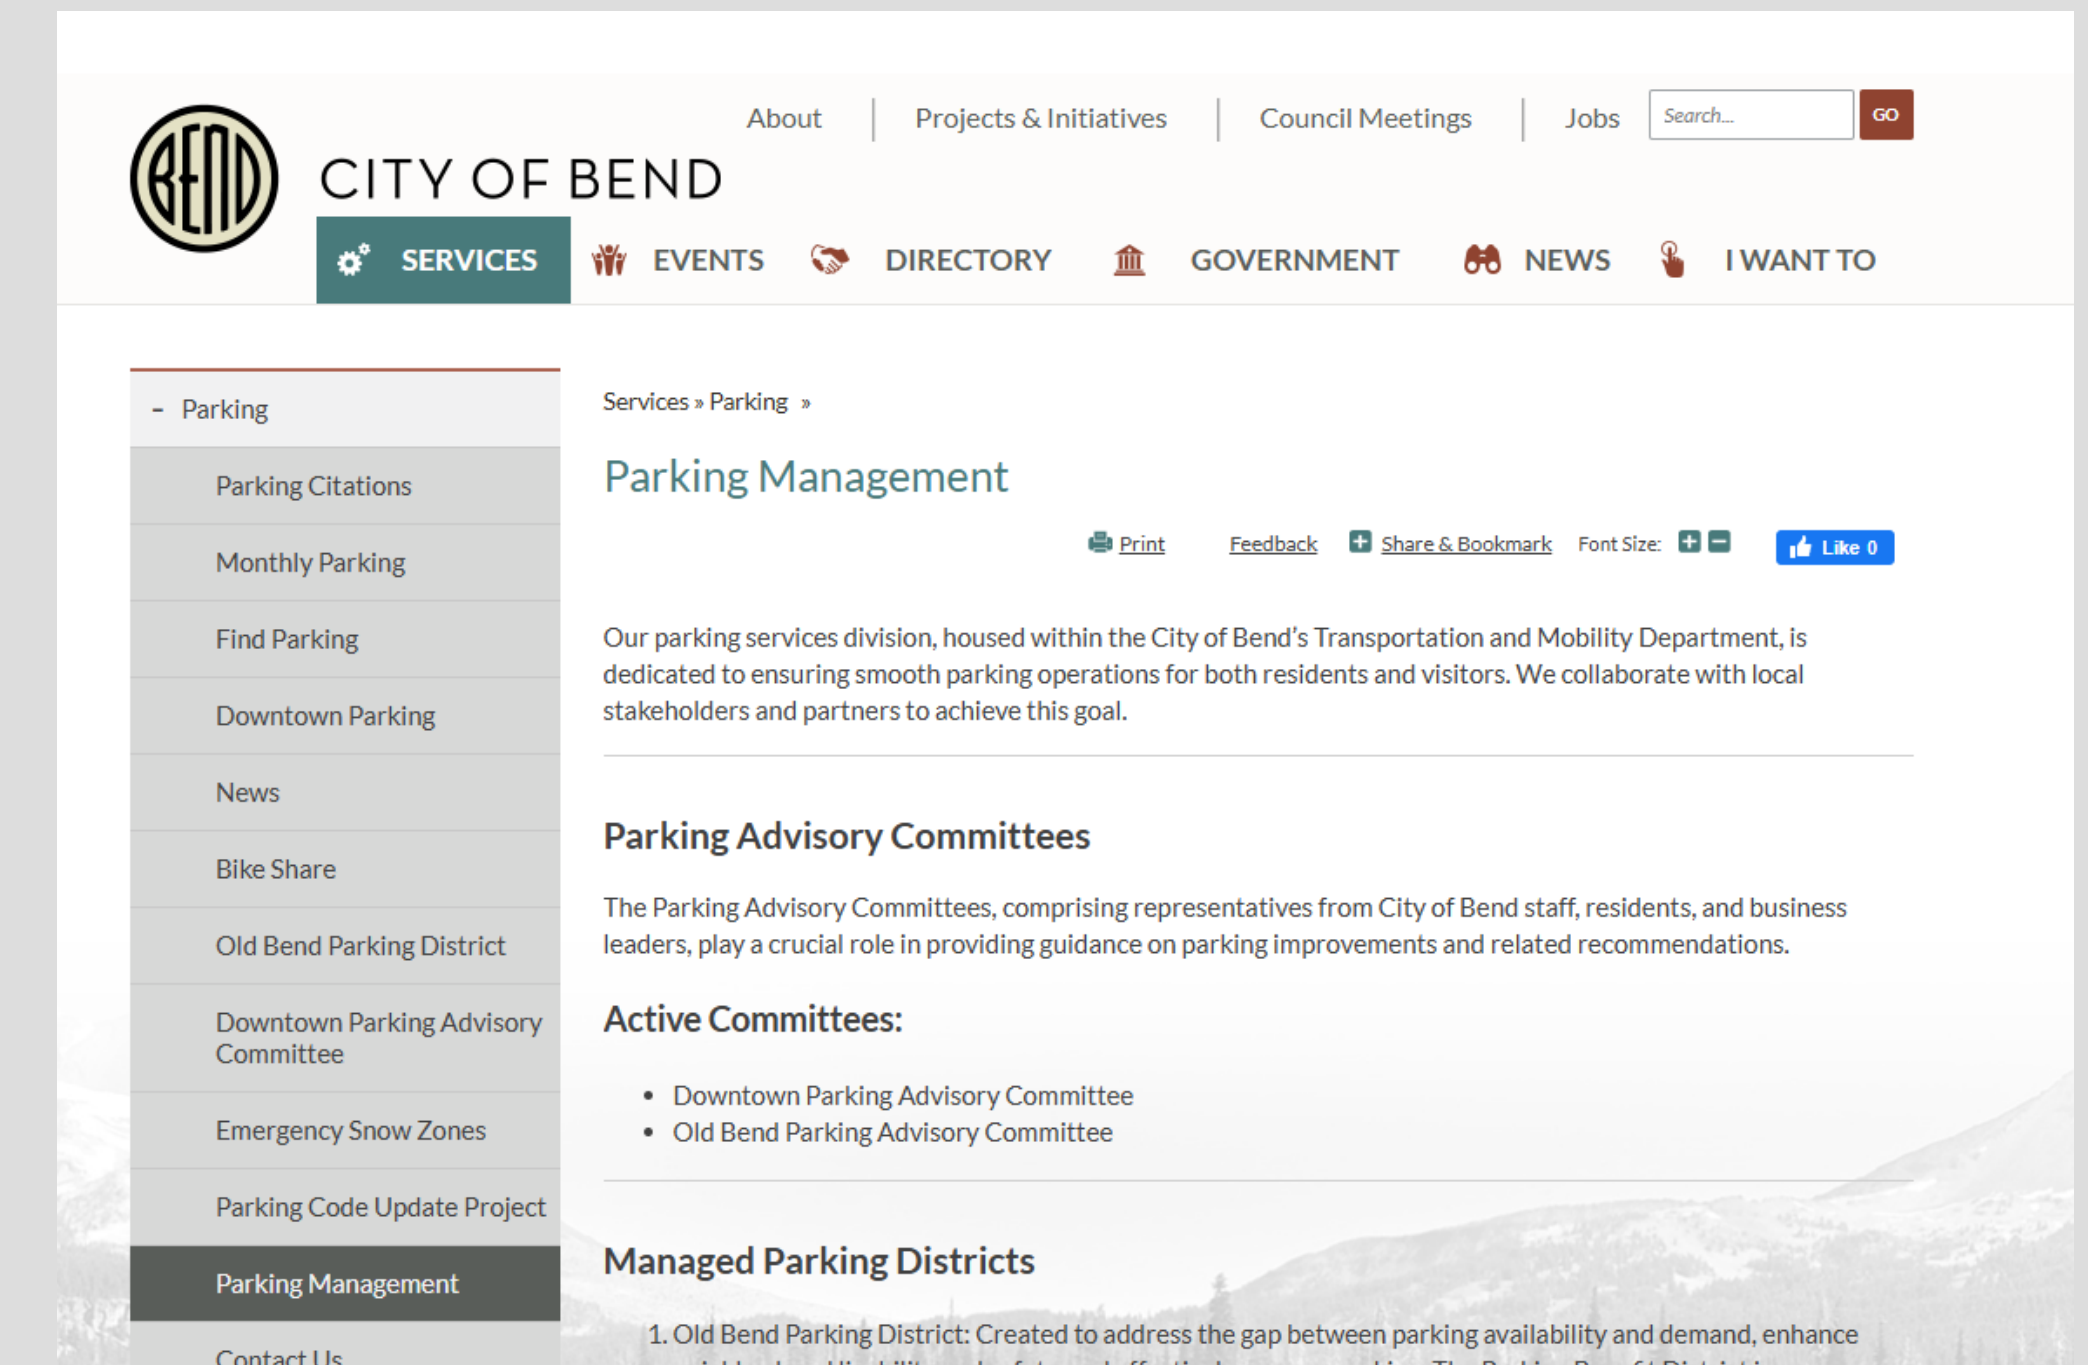 BEND
CITY OF BEND
About
Projects & Initiatives
Council Meetings
Jobs
Search...
GO
SERVICES
EVENTS
DIRECTORY
GOVERNMENT
NEWS
I WANT TO
– Parking
Parking Citations
Monthly Parking
Find Parking
Downtown Parking
News
Bike Share
Old Bend Parking District
Downtown Parking Advisory
Committee
Emergency Snow Zones
Parking Code Update Project
Parking Management
Contact Us
Services » Parking »
Parking Management
Print
Feedback
Share & Bookmark
Font Size:
Like 0
Our parking services division, housed within the City of Bend’s Transportation and Mobility Department, is
dedicated to ensuring smooth parking operations for both residents and visitors. We collaborate with local
stakeholders and partners to achieve this goal.
Parking Advisory Committees
The Parking Advisory Committees, comprising representatives from City of Bend staff, residents, and business
leaders, play a crucial role in providing guidance on parking improvements and related recommendations.
Active Committees:
• Downtown Parking Advisory Committee
• Old Bend Parking Advisory Committee
Managed Parking Districts
1. Old Bend Parking District: Created to address the gap between parking availability and demand, enhance